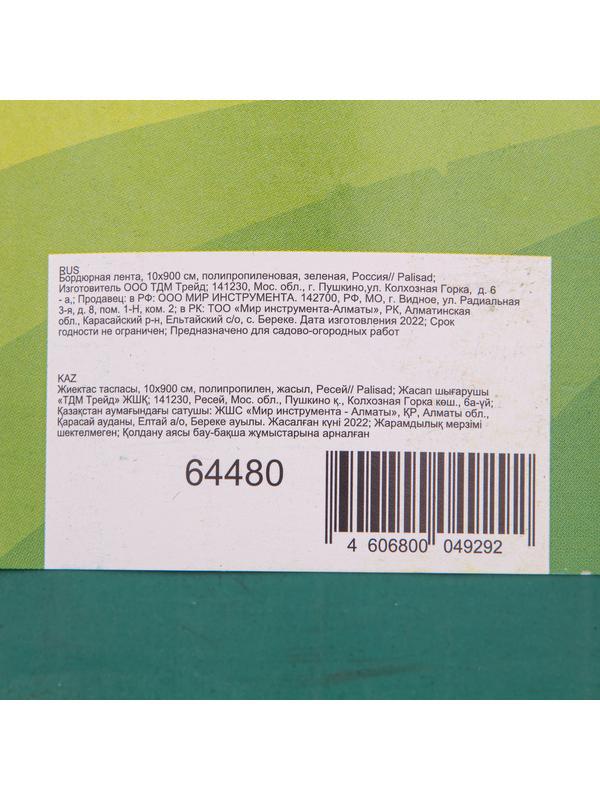 RUS
Бордюрная лента, 10х900 см, полипропиленовая, зеленая, Россия// Palisad;
Изготовитель ООО ТДМ Трейд; 141230, Мос. обл., г. Пушкино,ул. Колхозная Горка, д. 6
- а,; Продавец: в РФ: ООО МИР ИНСТРУМЕНТА. 142700, РФ, МО, г. Видное, ул. Радиальная
3-я, д. 8, пом. 1-Н, ком. 2; в РК: ТОО «Мир инструмента-Алматы», РК, Алматинская
обл., Карасайский р-н, Ельтайский с/о, с. Береке. Дата изготовления 2022; Срок
годности не ограничен; Предназначено для садово-огородных работ
KAZ
Жиектас таспасы, 10х900 см, полипропилен, жасыл, Ресей// Palisad; Жасап шығарушы
«ТДМ Трейд» ЖШҚ; 141230, Ресей, Мос. обл., Пушкино қ., Колхозная Горка көш., 6а-үй;
Қазақстан аумағындағы сатушы: ЖШС «Мир инструмента - Алматы», ҚР, Алматы обл.,
Қарасай ауданы, Елтай а/о, Береке ауылы. Жасалған күні 2022; Жарамдылық мерзімі
шектелмеген; Қолдану аясы бау-бақша жұмыстарына арналған
64480
4 606800 049292